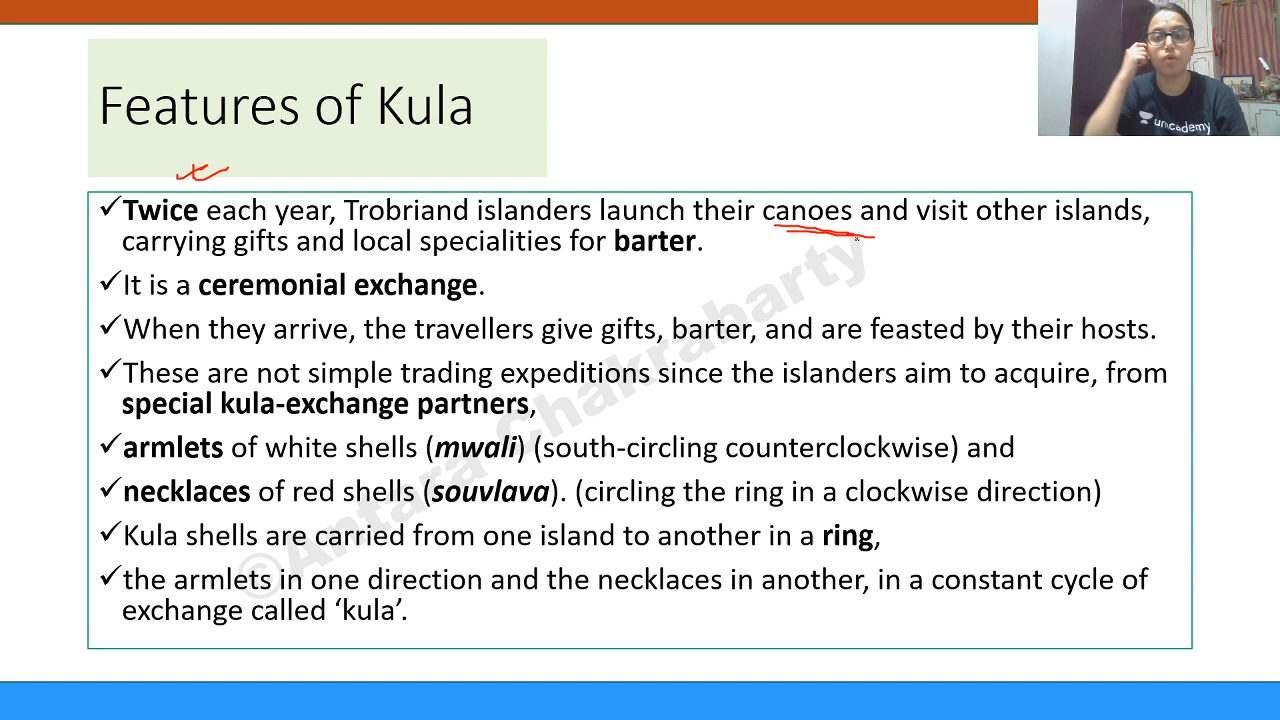 Features of Kula
unacademy
✓Twice each year, Trobriand islanders launch their canoes and visit other islands,
carrying gifts and local specialities for barter.
✓It is a ceremonial exchange.
✓When they arrive, the travellers give gifts, barter, and are feasted by their hosts.
✓These are not simple trading expeditions since the islanders aim to acquire, from
special kula-exchange partners,
✓armlets of white shells (mwali) (south-circling counterclockwise) and
✓necklaces of red shells (souvlava). (circling the ring in a clockwise direction)
✓Kula shells are carried from one island to another in a ring,
✓the armlets in one direction and the necklaces in another, in a constant cycle of
exchange called ‘kula’.
©Antara Chakraharty